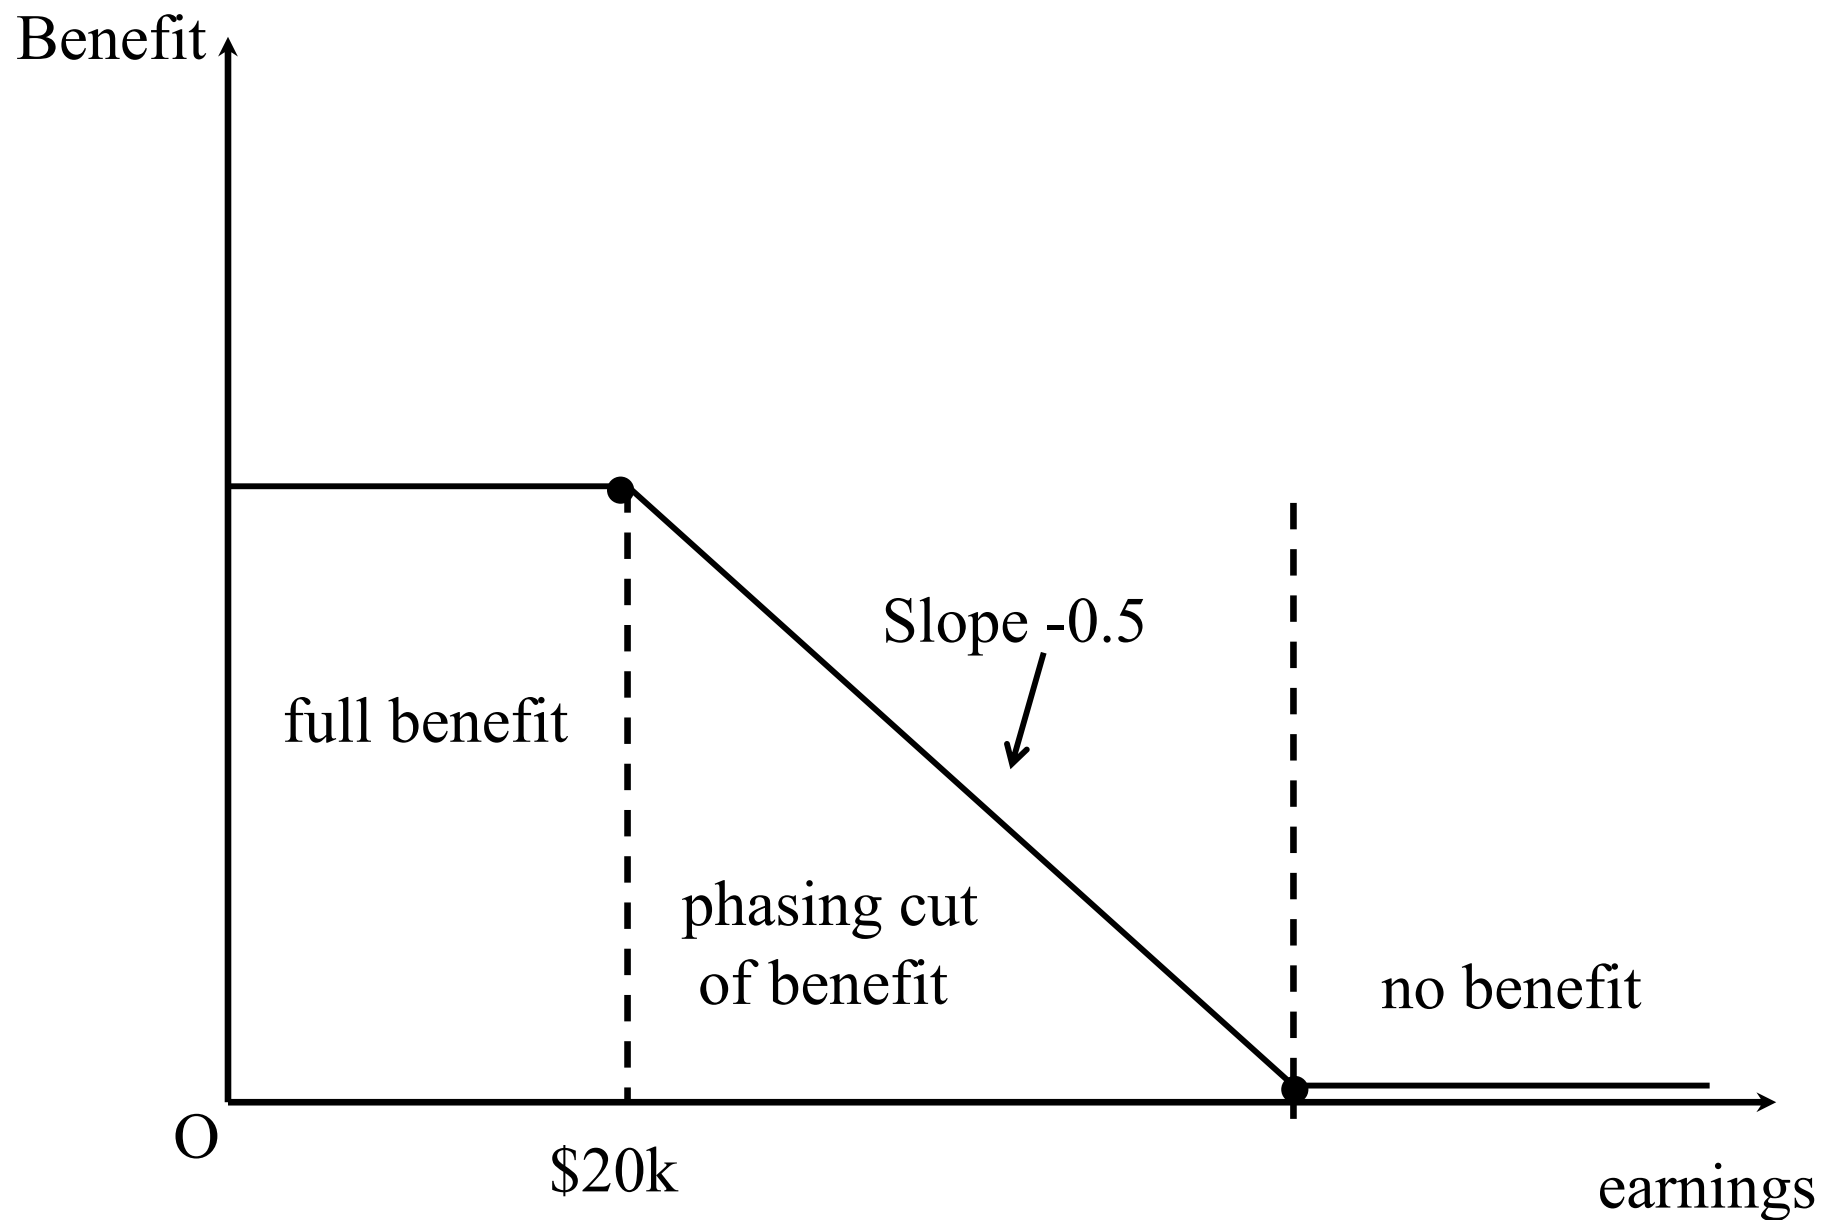 Benefit
Slope -0.5
full benefit
phasing cut
of benefit
no benefit
O
$20k
earnings